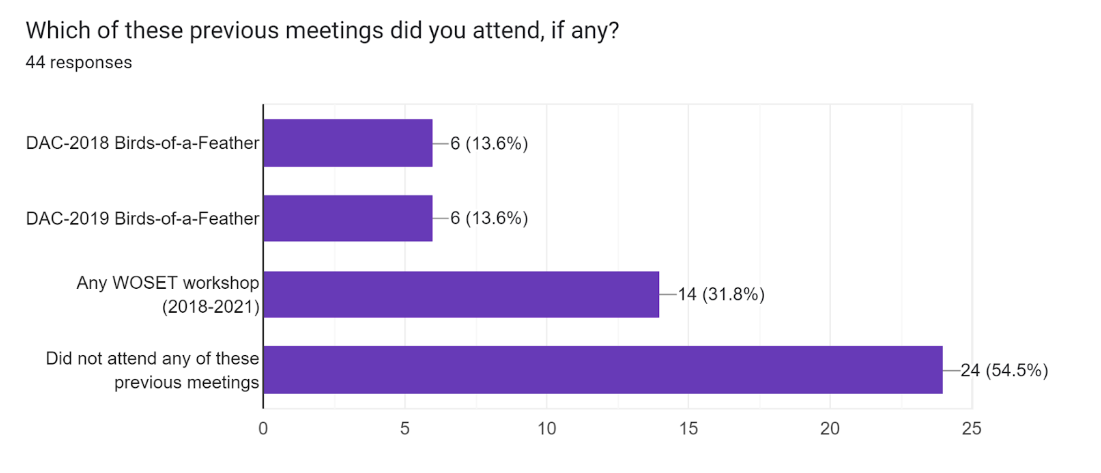 Which of these previous meetings did you attend, if any?
44 responses
DAC-2018 Birds-of-a-Feather
6 (13.6%)
DAC-2019 Birds-of-a-Feather
6 (13.6%)
Any WOSET workshop
(2018-2021)
14 (31.8%)
Did not attend any of these
previous meetings
24 (54.5%)
0 5 10 15 20 25